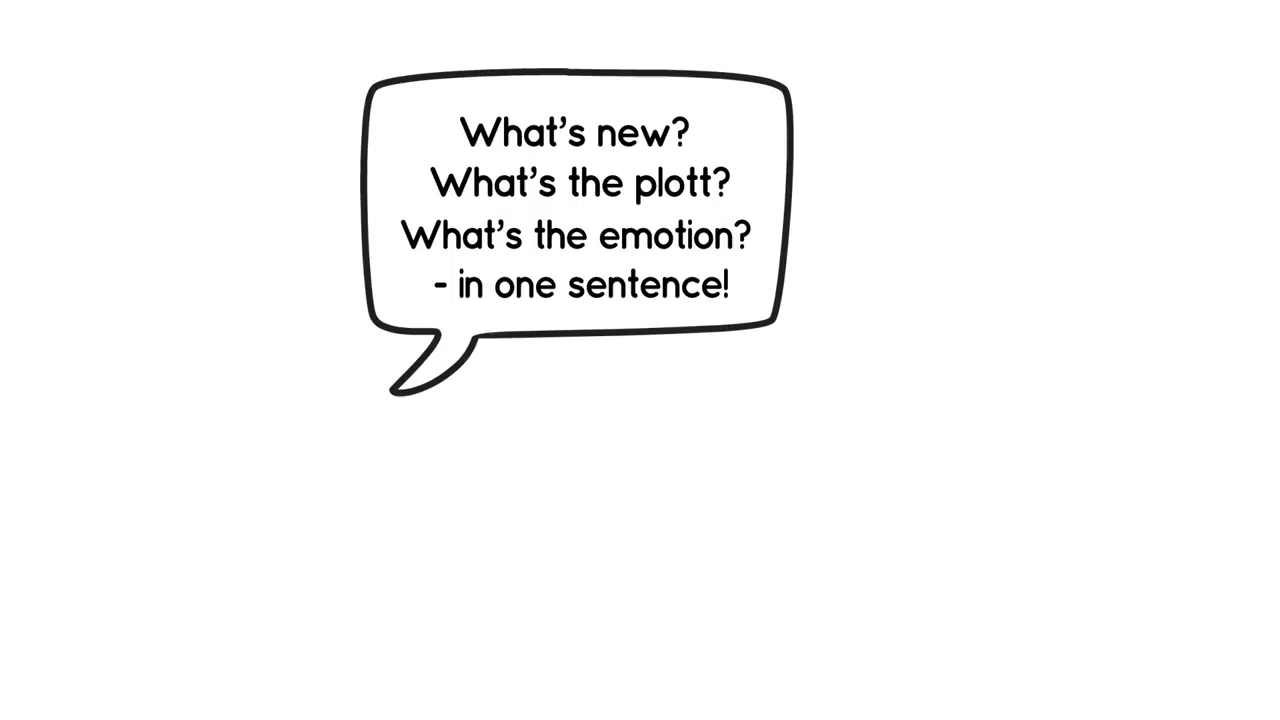 What's new?
What's the plott?
What's the emotion?
- in one sentence!